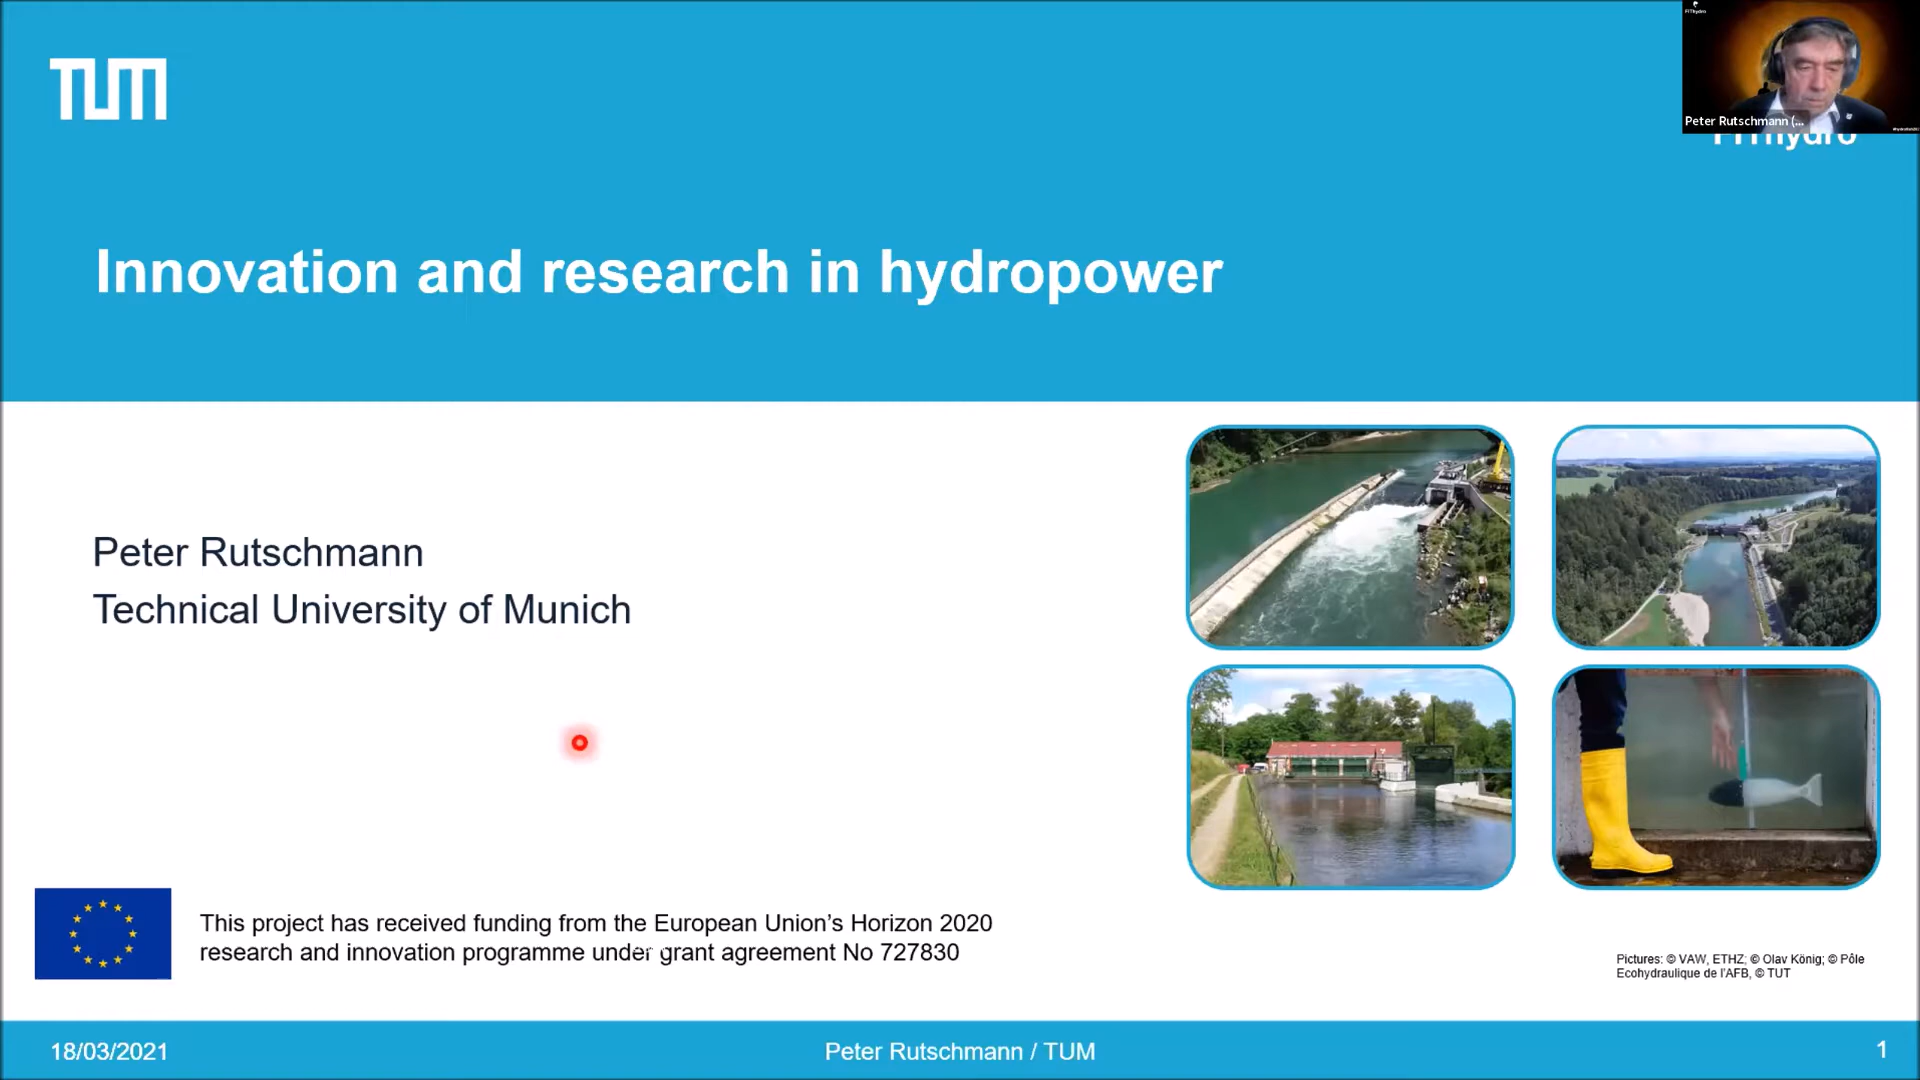 TUM
FIThydro
Peter Rutschmann (...
FIThydro
Innovation and research in hydropower
Peter Rutschmann
Technical University of Munich
This project has received funding from the European Union’s Horizon 2020
research and innovation programme under grant agreement No 727830
Pictures: © VAW, ETHZ; © Olav König; © Pôle
Ecohydraulique de l'AFB, © TUT
18/03/2021
Peter Rutschmann / TUM
1